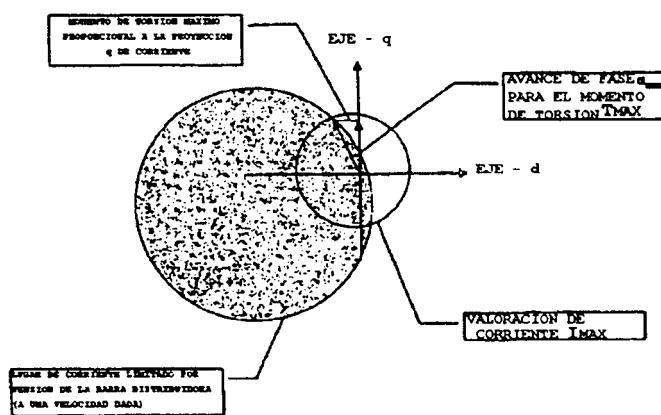 MOMENTO DE TORSION MAXIMO
PROPORCIONAL A LA PROYECCION
q DE CORRIENTE
EJE - q
AVANCE DE FASE α
PARA EL MOMENTO
DE TORSION TMAX
EJE - d
VALORACION DE
CORRIENTE IMAX
LUGAR DE CORRIENTE LIMITADO POR
TENSION DE LA BARRA DISTRIBUIDORA
(A UNA VELOCIDAD DADA)